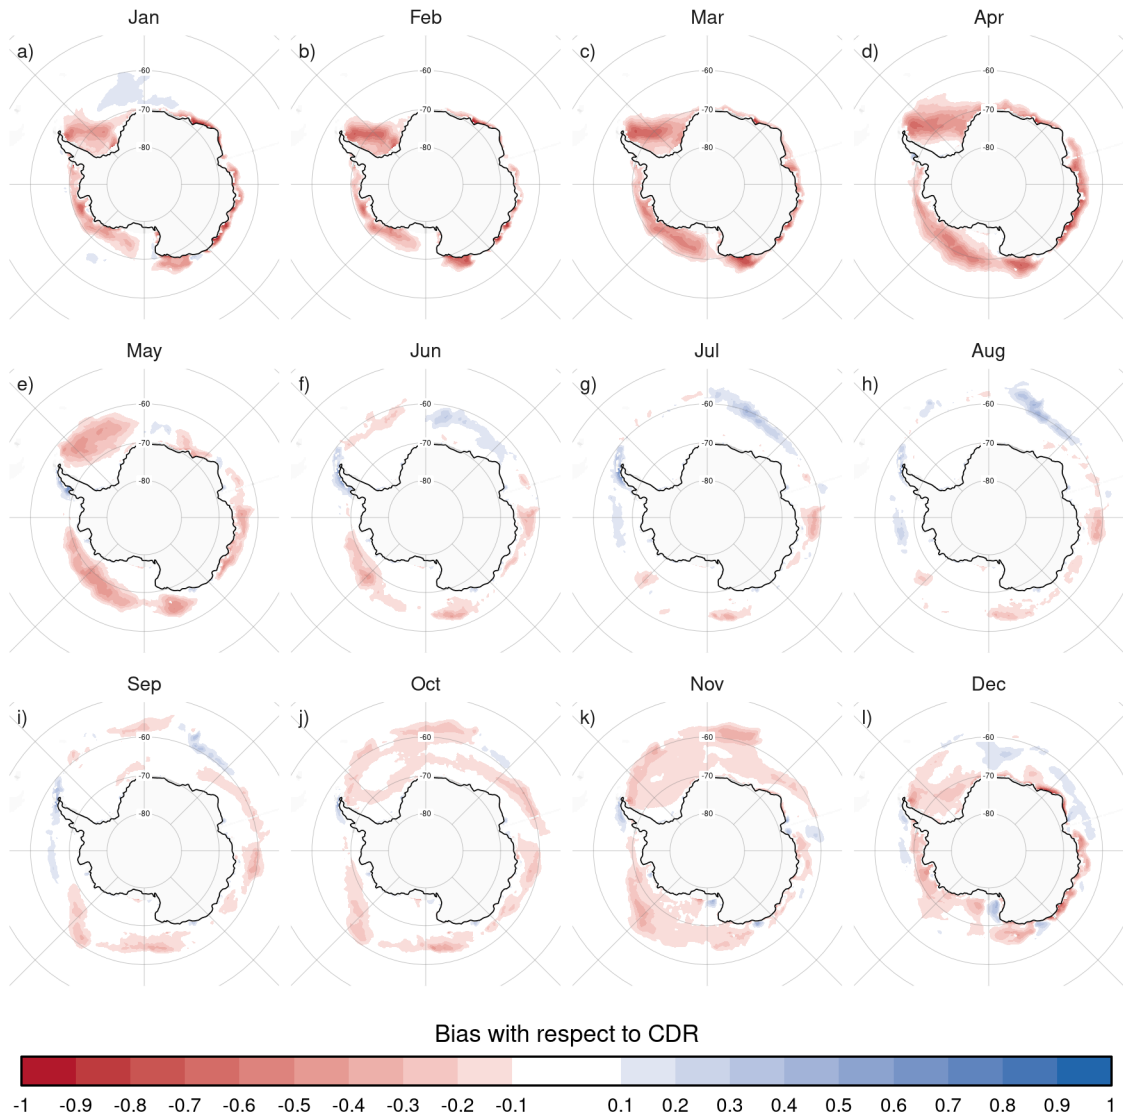 Jan Feb Mar Apr
a) b) c) d)
-60 -60 -60 -60
-70 -70 -70 -70
-80 -80 -80 -80
May Jun Jul Aug
e) f) g) h)
-60 -60 -60 -60
-70 -70 -70 -70
-80 -80 -80 -80
Sep Oct Nov Dec
i) j) k) l)
-60 -60 -60 -60
-70 -70 -70 -70
-80 -80 -80 -80
Bias with respect to CDR
-1 -0.9 -0.8 -0.7 -0.6 -0.5 -0.4 -0.3 -0.2 -0.1 0.1 0.2 0.3 0.4 0.5 0.6 0.7 0.8 0.9 1